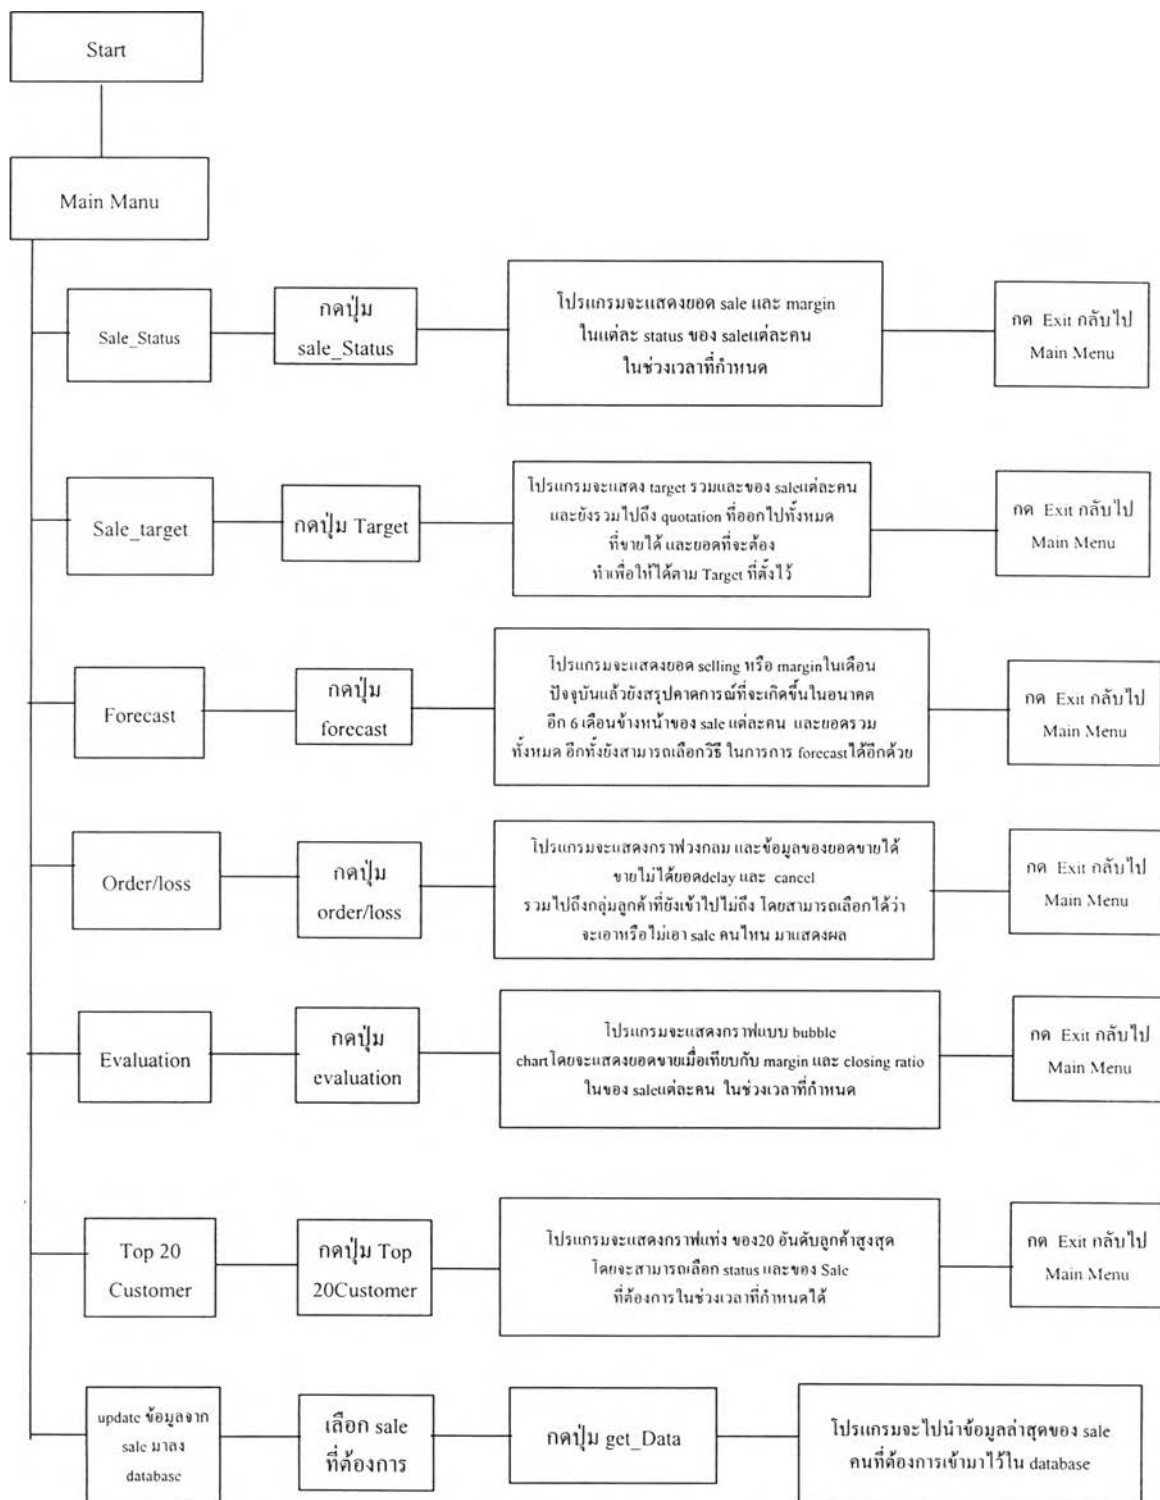 Start
Main Manu
Sale_Status
กดปุ่ม
sale_Status
โปรแกรมจะแสดงยอด sale และ margin
ในแต่ละ status ของ saleแต่ละคน
ในช่วงเวลาที่กำหนด
กด Exit กลับไป
Main Menu
Sale_target
กดปุ่ม Target
โปรแกรมจะแสดง target รวมและของ saleแต่ละคน
และยังรวมไปถึง quotation ที่ออกไปทั้งหมด
ที่ขายได้ และยอดที่จะต้อง
ทำเพื่อให้ได้ตาม Target ที่ตั้งไว้
กด Exit กลับไป
Main Menu
Forecast
กดปุ่ม
forecast
โปรแกรมจะแสดงยอด selling หรือ marginในเดือน
ปัจจุบันแล้วยังสรุปคาดการณ์ที่จะเกิดขึ้นในอนาคต
อีก 6 เดือนข้างหน้าของ sale แต่ละคน และยอดรวม
ทั้งหมด อีกทั้งยังสามารถเลือกวิธี ในการการ forecastได้อีกด้วย
กด Exit กลับไป
Main Menu
Order/loss
กดปุ่ม
order/loss
โปรแกรมจะแสดงกราฟวงกลม และข้อมูลของยอดขายได้
ขายไม่ได้ยอดdelay และ cancel
รวมไปถึงกลุ่มลูกค้าที่ยังเข้าไปไม่ถึง โดยสามารถเลือกได้ว่า
จะเอาหรือไม่เอา sale คนไหน มาแสดงผล
กด Exit กลับไป
Main Menu
Evaluation
กดปุ่ม
evaluation
โปรแกรมจะแสดงกราฟแบบ bubble
chartโดยจะแสดงยอดขายเมื่อเทียบกับ margin และ closing ratio
ในของ saleแต่ละคน ในช่วงเวลาที่กำหนด
กด Exit กลับไป
Main Menu
Top 20
Customer
กดปุ่ม Top
20Customer
โปรแกรมจะแสดงกราฟแท่ง ของ20 อันดับลูกค้าสูงสุด
โดยจะสามารถเลือก status และของ Sale
ที่ต้องการในช่วงเวลาที่กำหนดได้
กด Exit กลับไป
Main Menu
update ข้อมูลจาก
sale มาลง
database
เลือก sale
ที่ต้องการ
กดปุ่ม get_Data
โปรแกรมจะไปนำข้อมูลล่าสุดของ sale
คนที่ต้องการเข้ามาไว้ใน database